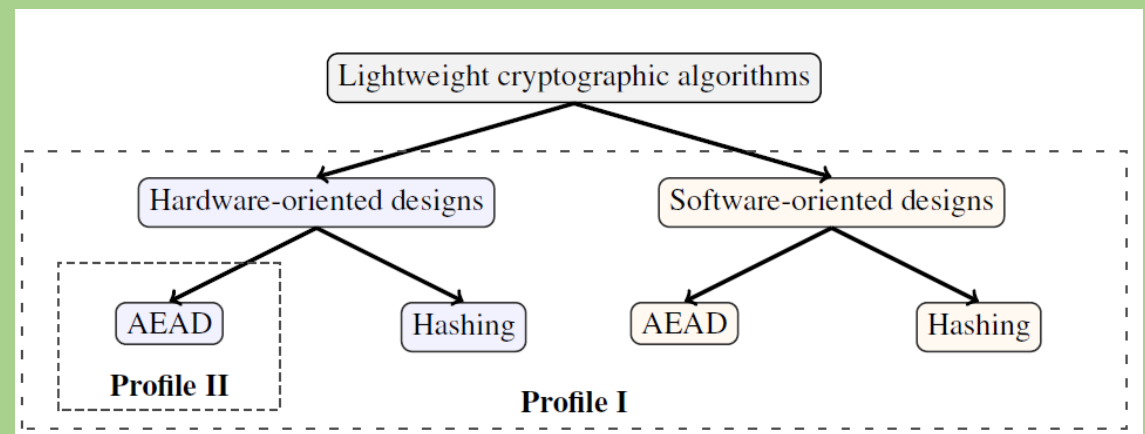 Lightweight cryptographic algorithms
Hardware-oriented designs
Software-oriented designs
AEAD
Hashing
AEAD
Hashing
Profile II
Profile I